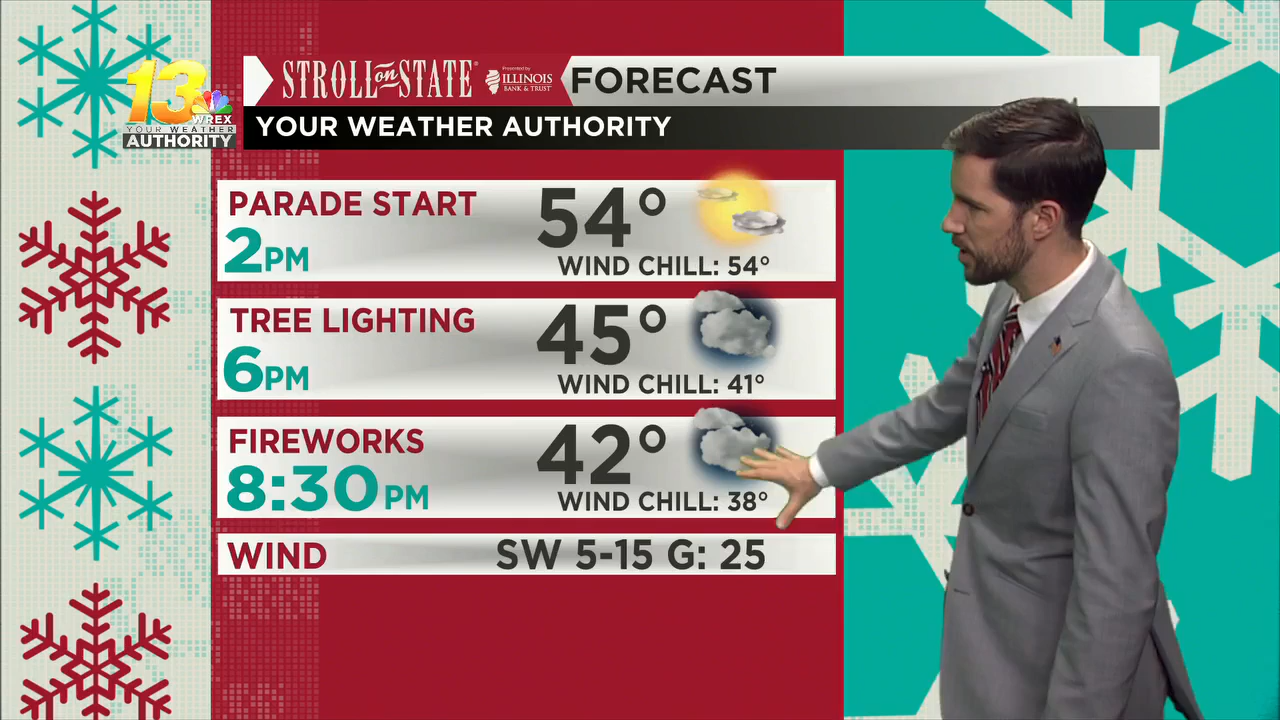 13
WREX
YOUR WEATHER
AUTHORITY
STROLL on STATE
Presented by
ILLINOIS
BANK & TRUST
FORECAST
YOUR WEATHER AUTHORITY
PARADE START
2PM
54°
WIND CHILL: 54°
TREE LIGHTING
6PM
45°
WIND CHILL: 41°
FIREWORKS
8:30PM
42°
WIND CHILL: 38°
WIND SW 5-15 G: 25